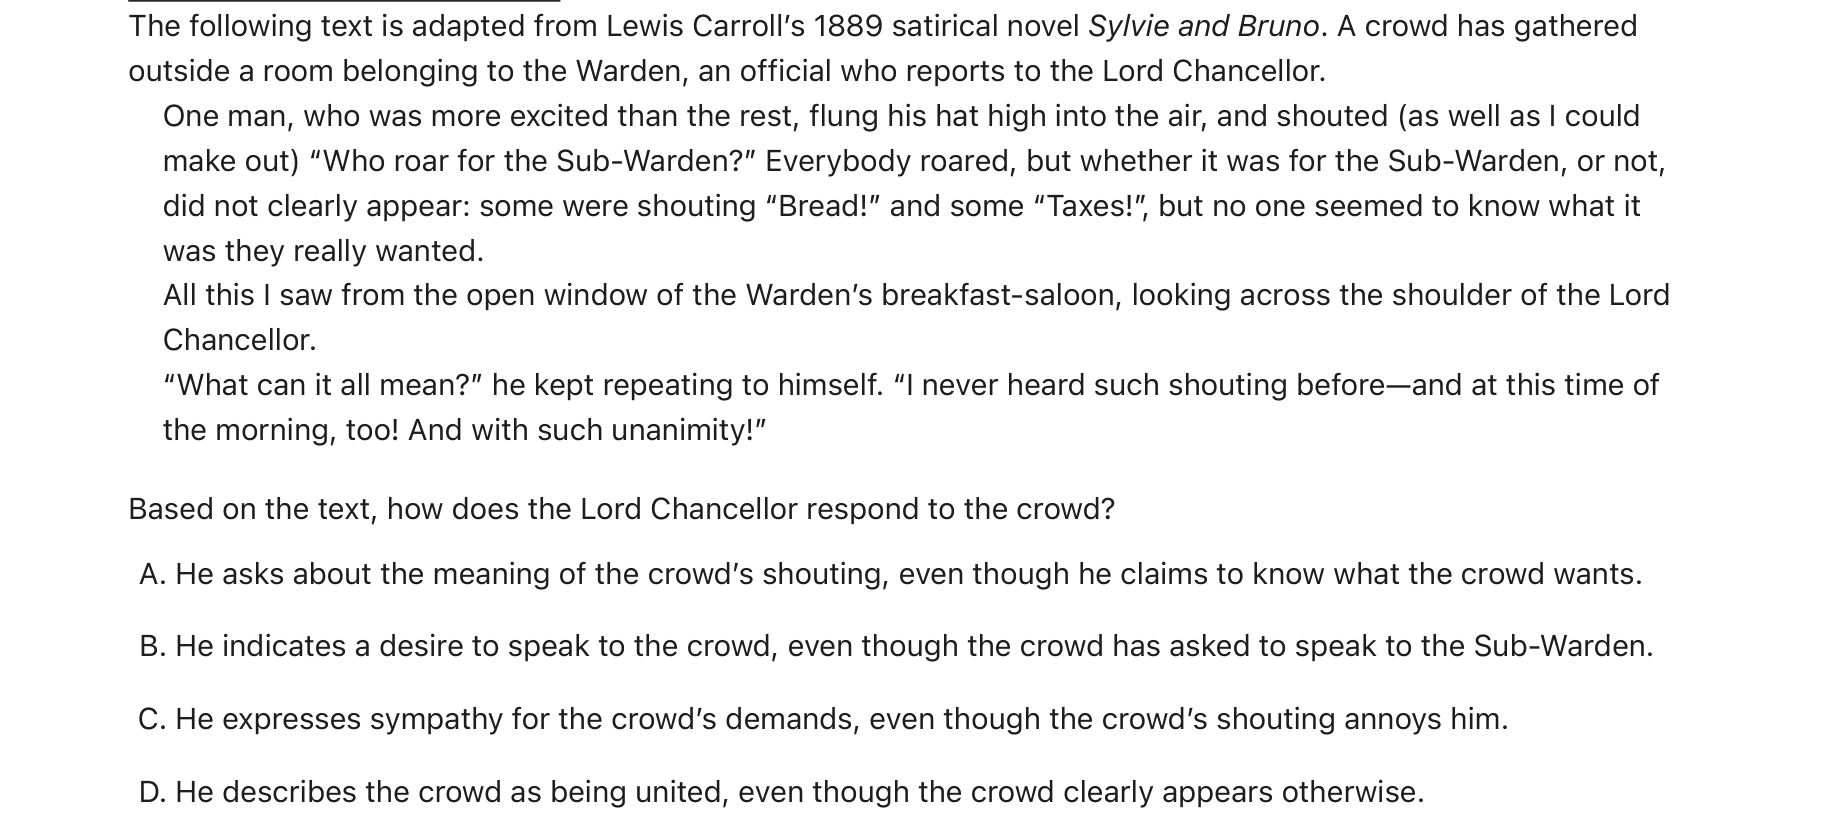 The following text is adapted from Lewis Carroll’s 1889 satirical novel Sylvie and Bruno. A crowd has gathered
outside a room belonging to the Warden, an official who reports to the Lord Chancellor.
One man, who was more excited than the rest, flung his hat high into the air, and shouted (as well as I could
make out) “Who roar for the Sub-Warden?” Everybody roared, but whether it was for the Sub-Warden, or not,
did not clearly appear: some were shouting “Bread!” and some “Taxes!”, but no one seemed to know what it
was they really wanted.
All this I saw from the open window of the Warden’s breakfast-saloon, looking across the shoulder of the Lord
Chancellor.
“What can it all mean?” he kept repeating to himself. “I never heard such shouting before—and at this time of
the morning, too! And with such unanimity!”
Based on the text, how does the Lord Chancellor respond to the crowd?
A. He asks about the meaning of the crowd’s shouting, even though he claims to know what the crowd wants.
B. He indicates a desire to speak to the crowd, even though the crowd has asked to speak to the Sub-Warden.
C. He expresses sympathy for the crowd’s demands, even though the crowd’s shouting annoys him.
D. He describes the crowd as being united, even though the crowd clearly appears otherwise.